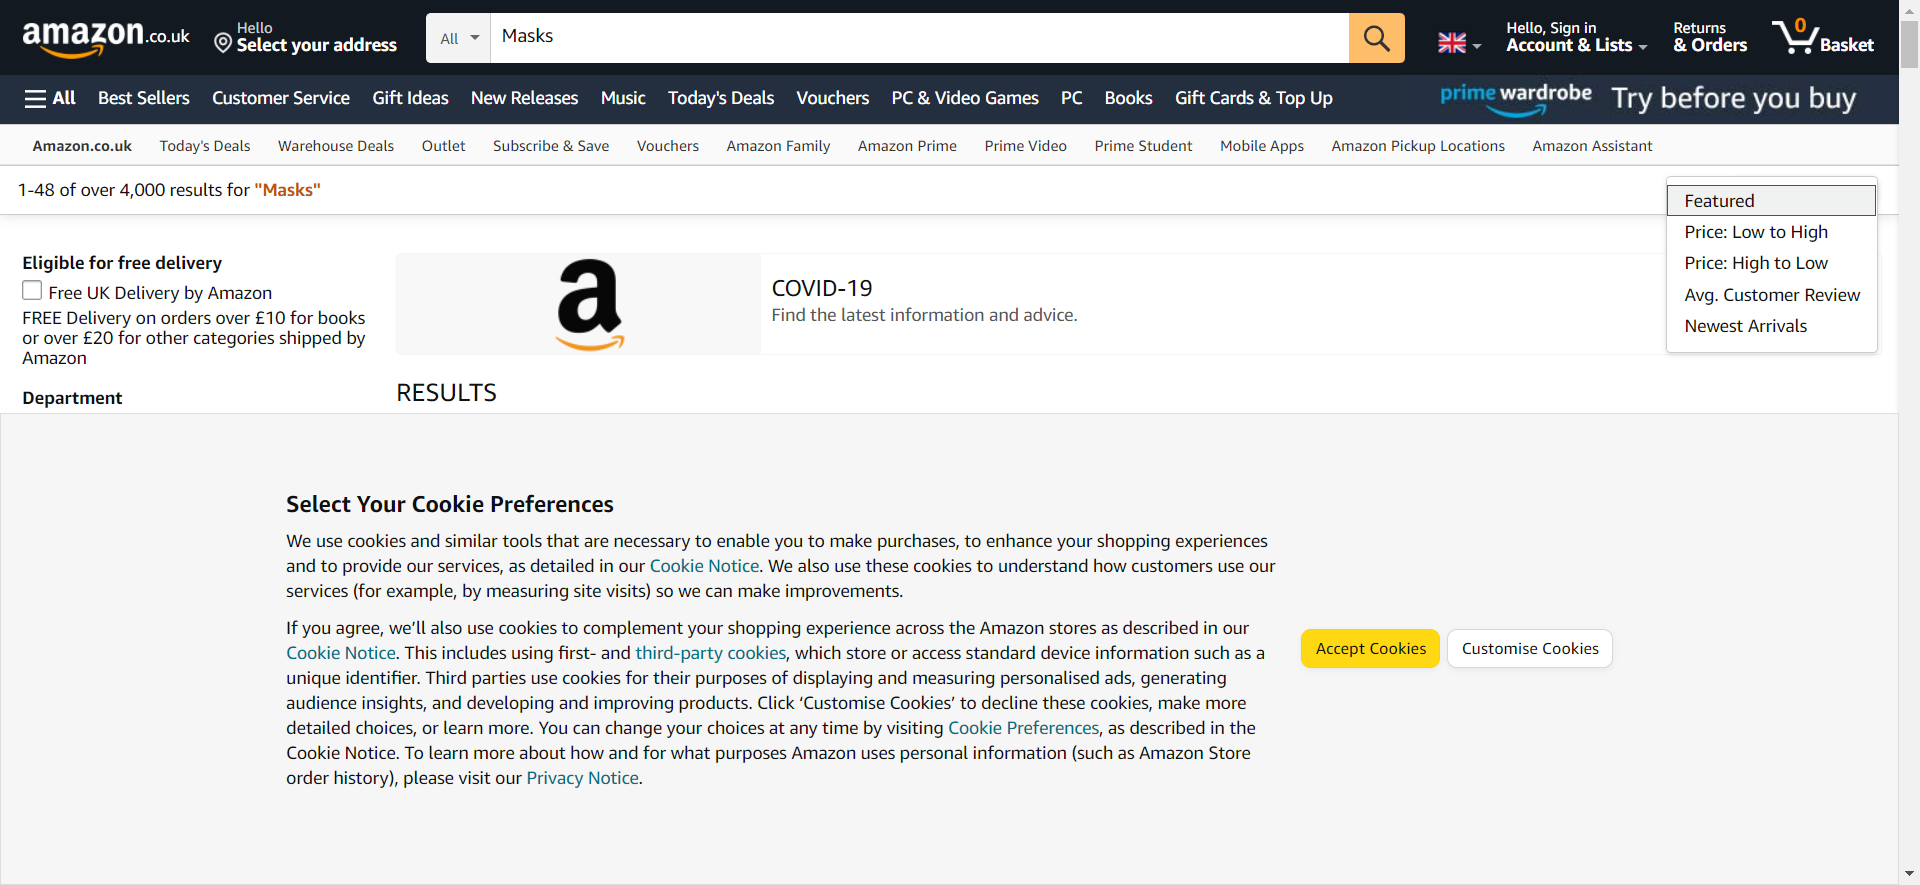 amazon.co.uk
Hello
Select your address
All
Masks
Hello, Sign in
Account & Lists
Returns
& Orders
0
Basket
All
Best Sellers
Customer Service
Gift Ideas
New Releases
Music
Today's Deals
Vouchers
PC & Video Games
PC
Books
Gift Cards & Top Up
prime wardrobe Try before you buy
Amazon.co.uk
Today's Deals
Warehouse Deals
Outlet
Subscribe & Save
Vouchers
Amazon Family
Amazon Prime
Prime Video
Prime Student
Mobile Apps
Amazon Pickup Locations
Amazon Assistant
1-48 of over 4,000 results for "Masks"
Featured
Price: Low to High
Price: High to Low
Avg. Customer Review
Newest Arrivals
Eligible for free delivery
Free UK Delivery by Amazon
FREE Delivery on orders over £10 for books
or over £20 for other categories shipped by
Amazon
Department
a
COVID-19
Find the latest information and advice.
RESULTS
Select Your Cookie Preferences
We use cookies and similar tools that are necessary to enable you to make purchases, to enhance your shopping experiences
and to provide our services, as detailed in our Cookie Notice. We also use these cookies to understand how customers use our
services (for example, by measuring site visits) so we can make improvements.
If you agree, we’ll also use cookies to complement your shopping experience across the Amazon stores as described in our
Cookie Notice. This includes using first- and third-party cookies, which store or access standard device information such as a
unique identifier. Third parties use cookies for their purposes of displaying and measuring personalised ads, generating
audience insights, and developing and improving products. Click ‘Customise Cookies’ to decline these cookies, make more
detailed choices, or learn more. You can change your choices at any time by visiting Cookie Preferences, as described in the
Cookie Notice. To learn more about how and for what purposes Amazon uses personal information (such as Amazon Store
order history), please visit our Privacy Notice.
Accept Cookies
Customise Cookies